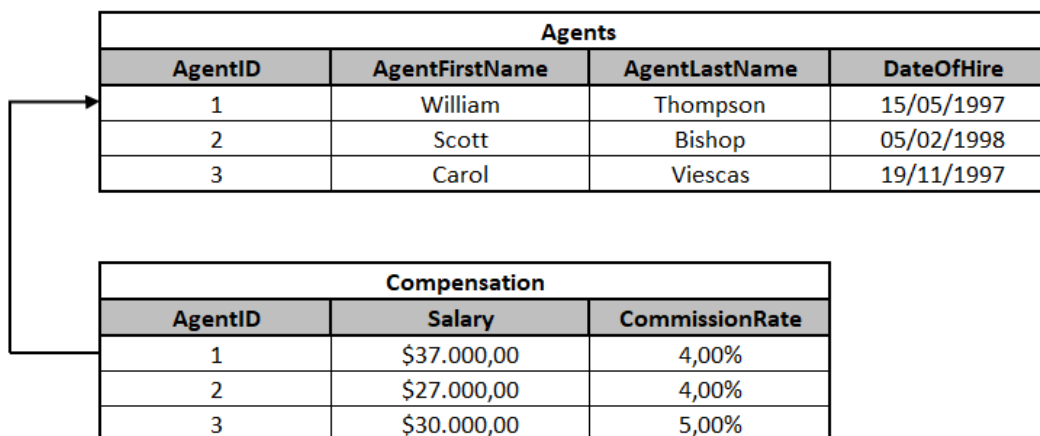 Agents
AgentID AgentFirstName AgentLastName DateOfHire
1 William Thompson 15/05/1997
2 Scott Bishop 05/02/1998
3 Carol Viescas 19/11/1997
Compensation
AgentID Salary CommissionRate
1 $37.000,00 4,00%
2 $27.000,00 4,00%
3 $30.000,00 5,00%